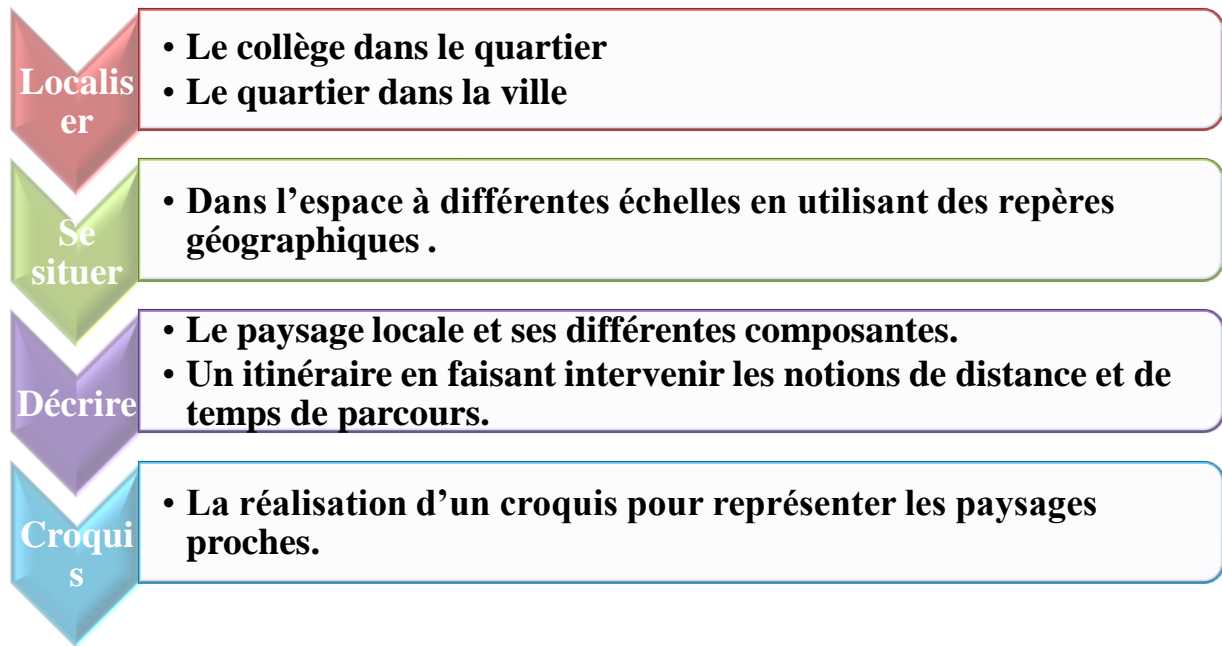 Localis
er
• Le collège dans le quartier
• Le quartier dans la ville
Se
situer
• Dans l’espace à différentes échelles en utilisant des repères
géographiques .
Décrire
• Le paysage locale et ses différentes composantes.
• Un itinéraire en faisant intervenir les notions de distance et de
temps de parcours.
Croqui
s
• La réalisation d’un croquis pour représenter les paysages
proches.